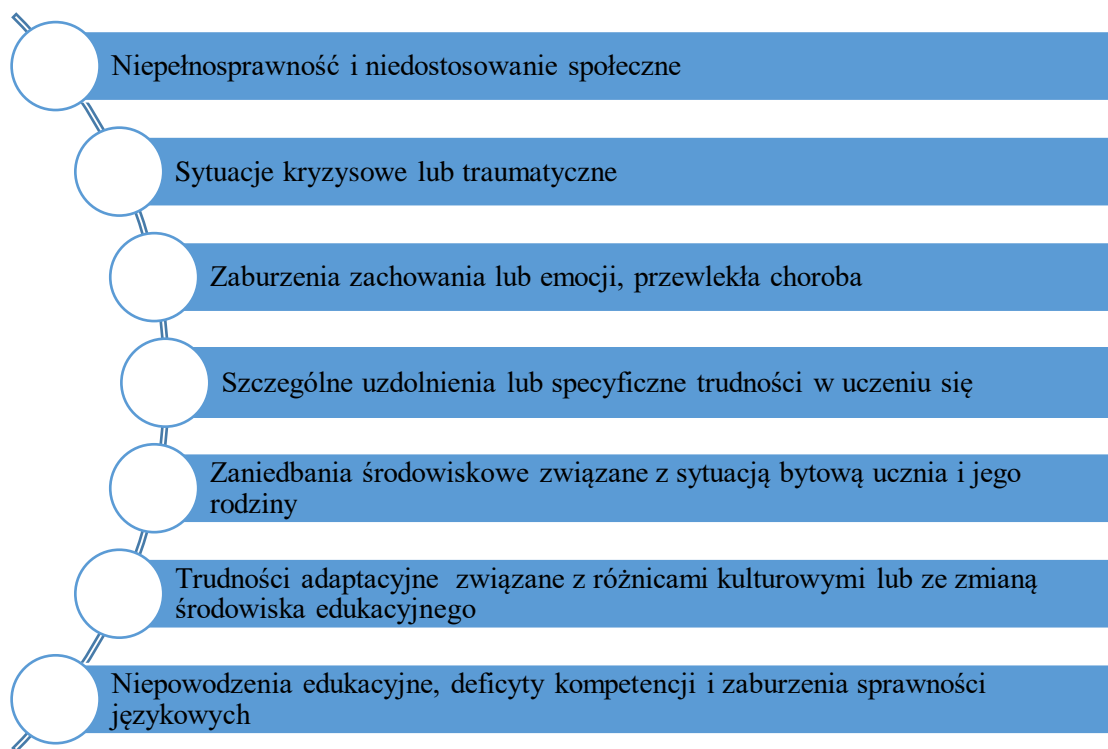 Niepełnosprawność i niedostosowanie społeczne
Sytuacje kryzysowe lub traumatyczne
Zaburzenia zachowania lub emocji, przewlekła choroba
Szczególne uzdolnienia lub specyficzne trudności w uczeniu się
Zaniedbania środowiskowe związane z sytuacją bytową ucznia i jego
rodziny
Trudności adaptacyjne  związane z różnicami kulturowymi lub ze zmianą
środowiska edukacyjnego
Niepowodzenia edukacyjne, deficyty kompetencji i zaburzenia sprawności
językowych